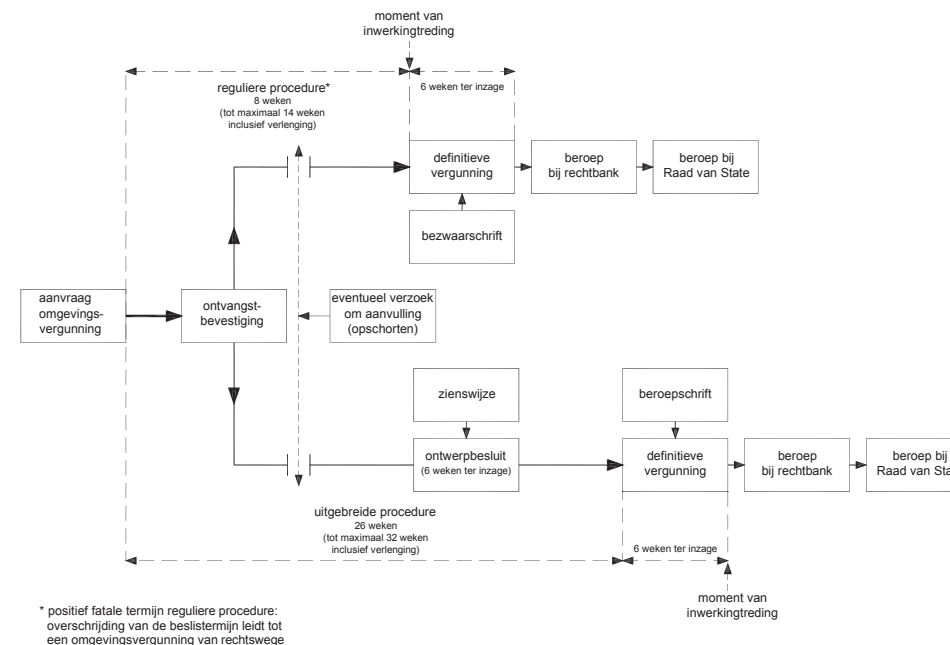 moment van
inwerkingtreding
reguliere procedure*
8 weken
(tot maximaal 14 weken
inclusief verlenging)
6 weken ter inzage
definitieve
vergunning
beroep
bij rechtbank
beroep bij
Raad van State
bezwaarschrift
aanvraag
omgevings-
vergunning
ontvangst-
bevestiging
eventueel verzoek
om aanvulling
(opschorten)
zienswijze
beroepschrift
ontwerpbesluit
(6 weken ter inzage)
definitieve
vergunning
beroep
bij rechtbank
beroep bij
Raad van Sta
uitgebreide procedure
26 weken
(tot maximaal 32 weken
inclusief verlenging)
6 weken ter inzage
moment van
inwerkingtreding
* positief fatale termijn reguliere procedure:
overschrijding van de beslistermijn leidt tot
een omgevingsvergunning van rechtswege